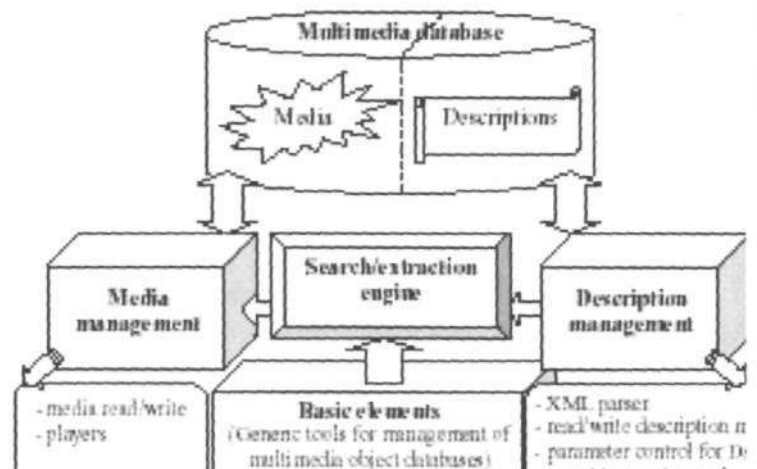 Multimedia database
Media
Descriptions
Search/extraction
engine
Media
management
Description
management
- media read/write
- players
Basic elements
(Generic tools for management of
multimedia object databases)
- XML parser
- read/write description
- parameter control for